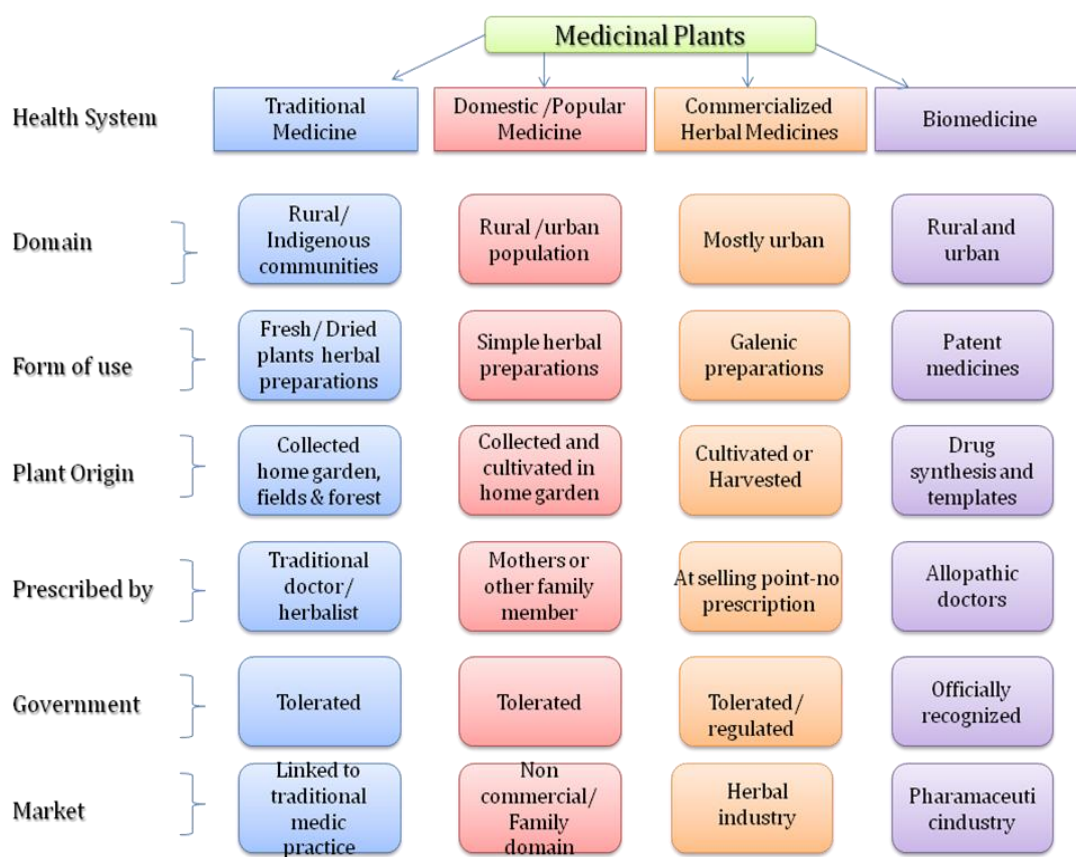 Medicinal Plants
Health System
Traditional
Medicine
Domestic /Popular
Medicine
Commercialized
Herbal Medicines
Biomedicine
Domain
Rural/
Indigenous
communities
Rural /urban
population
Mostly urban
Rural and
urban
Form of use
Fresh/ Dried
plants herbal
preparations
Simple herbal
preparations
Galenic
preparations
Patent
medicines
Plant Origin
Collected
home garden,
fields & forest
Collected and
cultivated in
home garden
Cultivated or
Harvested
Drug
synthesis and
templates
Prescribed by
Traditional
doctor/
herbalist
Mothers or
other family
member
At selling point-no
prescription
Allopathic
doctors
Government
Tolerated
Tolerated
Tolerated/
regulated
Officially
recognized
Market
Linked to
traditional
medic
practice
Non
commercial/
Family
domain
Herbal
industry
Pharamaceuti
cindustry